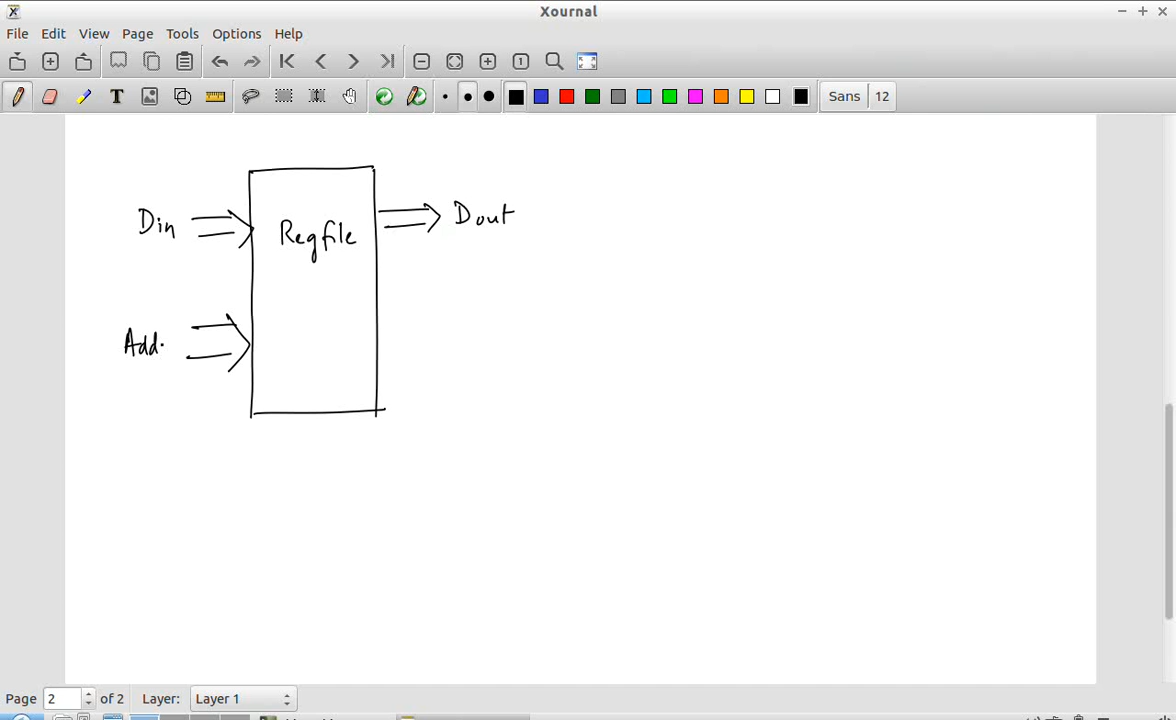 Xournal
File Edit View Page Tools Options Help
Sans 12
Din
Regfile
Dout
Add.
Page 2 of 2 Layer: Layer 1